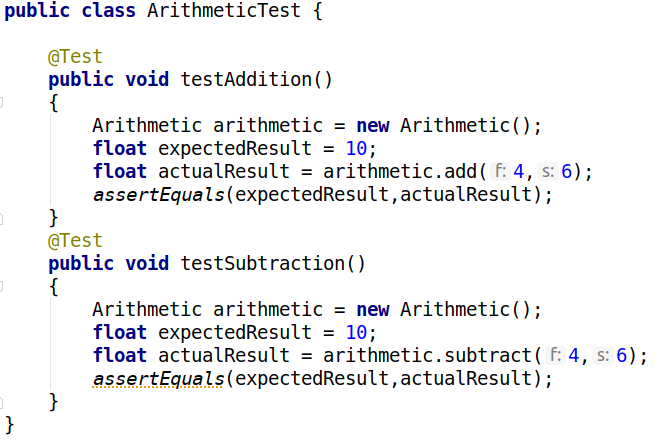 public class ArithmeticTest {
@Test
public void testAddition()
{
Arithmetic arithmetic = new Arithmetic();
float expectedResult = 10;
float actualResult = arithmetic.add( f: 4, s: 6);
assertEquals(expectedResult,actualResult);
}
@Test
public void testSubtraction()
{
Arithmetic arithmetic = new Arithmetic();
float expectedResult = 10;
float actualResult = arithmetic.subtract( f: 4, s: 6);
assertEquals(expectedResult,actualResult);
}
}